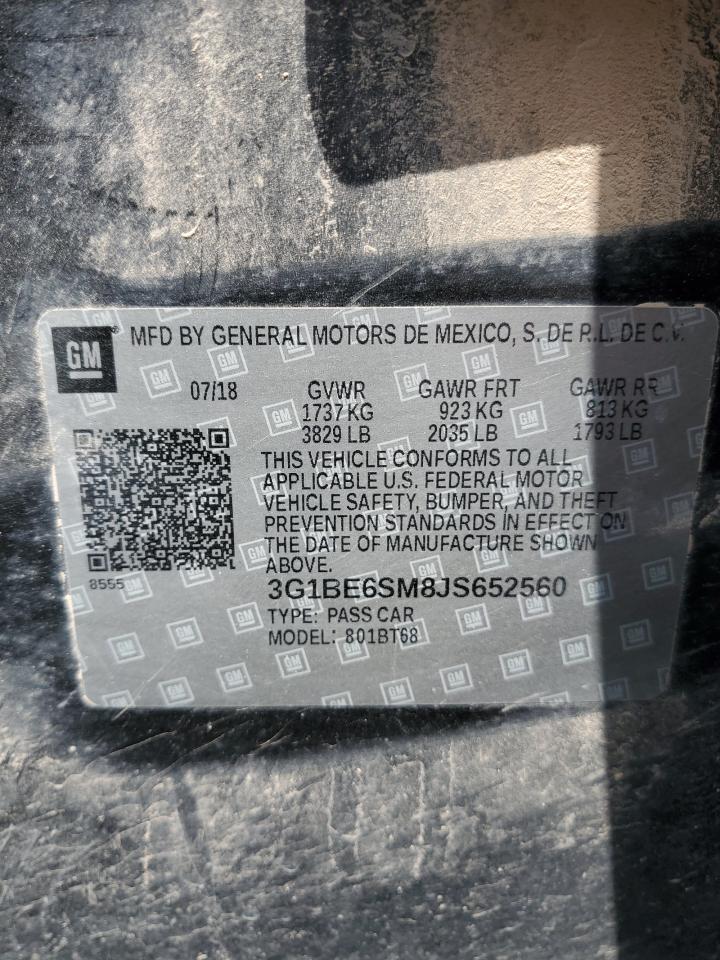 GM
MFD BY GENERAL MOTORS DE MEXICO, S. DE R.L. DE C.V.
07/18 GVWR GAWR FRT GAWR RR
1737 KG 923 KG 813 KG
3829 LB 2035 LB 1793 LB
THIS VEHICLE CONFORMS TO ALL
APPLICABLE U.S. FEDERAL MOTOR
VEHICLE SAFETY, BUMPER, AND THEFT
PREVENTION STANDARDS IN EFFECT ON
THE DATE OF MANUFACTURE SHOWN
ABOVE.
8555
3G1BE6SM8JS652560
TYPE: PASS CAR
MODEL: 801BT68